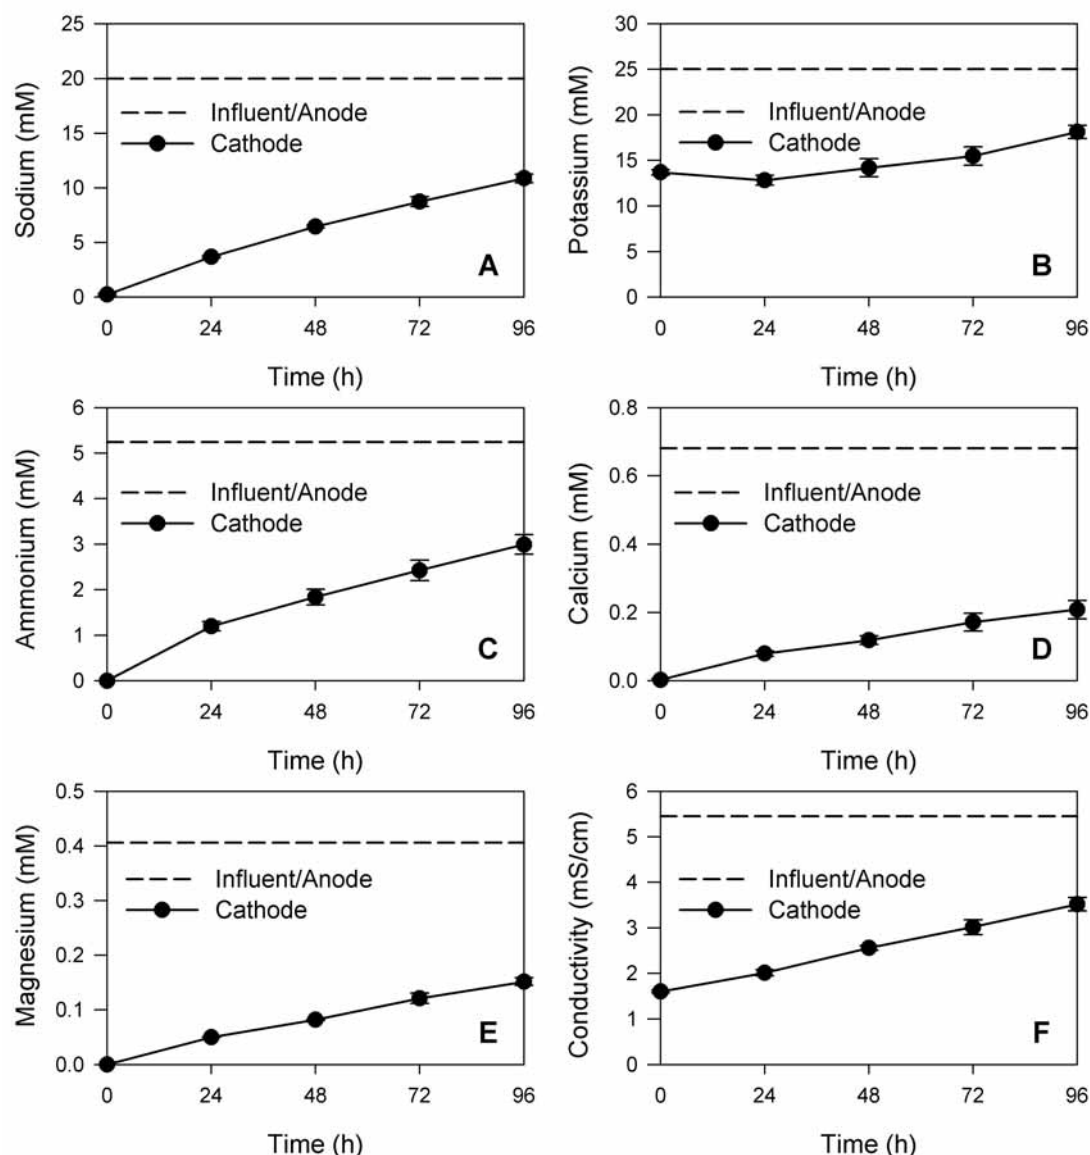 Sodium (mM)
25
20
15
10
5
0
Influent/Anode
Cathode
A
0 24 48 72 96
Time (h)
Potassium (mM)
30
25
20
15
10
5
0
Influent/Anode
Cathode
B
0 24 48 72 96
Time (h)
Ammonium (mM)
6
5
4
3
2
1
0
Influent/Anode
Cathode
C
0 24 48 72 96
Time (h)
Calcium (mM)
0.8
0.6
0.4
0.2
0.0
Influent/Anode
Cathode
D
0 24 48 72 96
Time (h)
Magnesium (mM)
0.5
0.4
0.3
0.2
0.1
0.0
Influent/Anode
Cathode
E
0 24 48 72 96
Time (h)
Conductivity (mS/cm)
6
5
4
3
2
1
0
Influent/Anode
Cathode
F
0 24 48 72 96
Time (h)